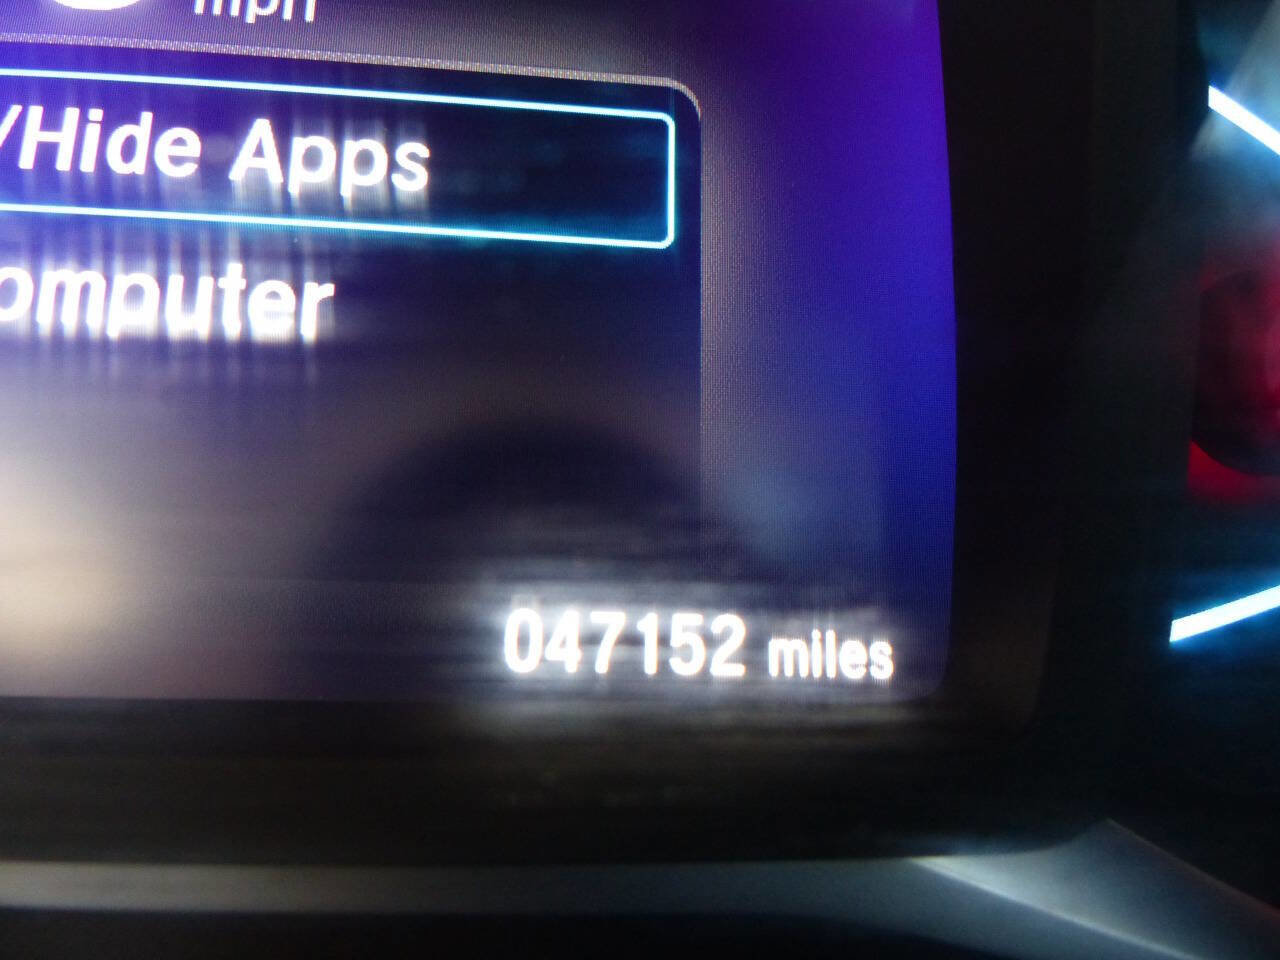 mph
/Hide Apps
omputer
047152 miles